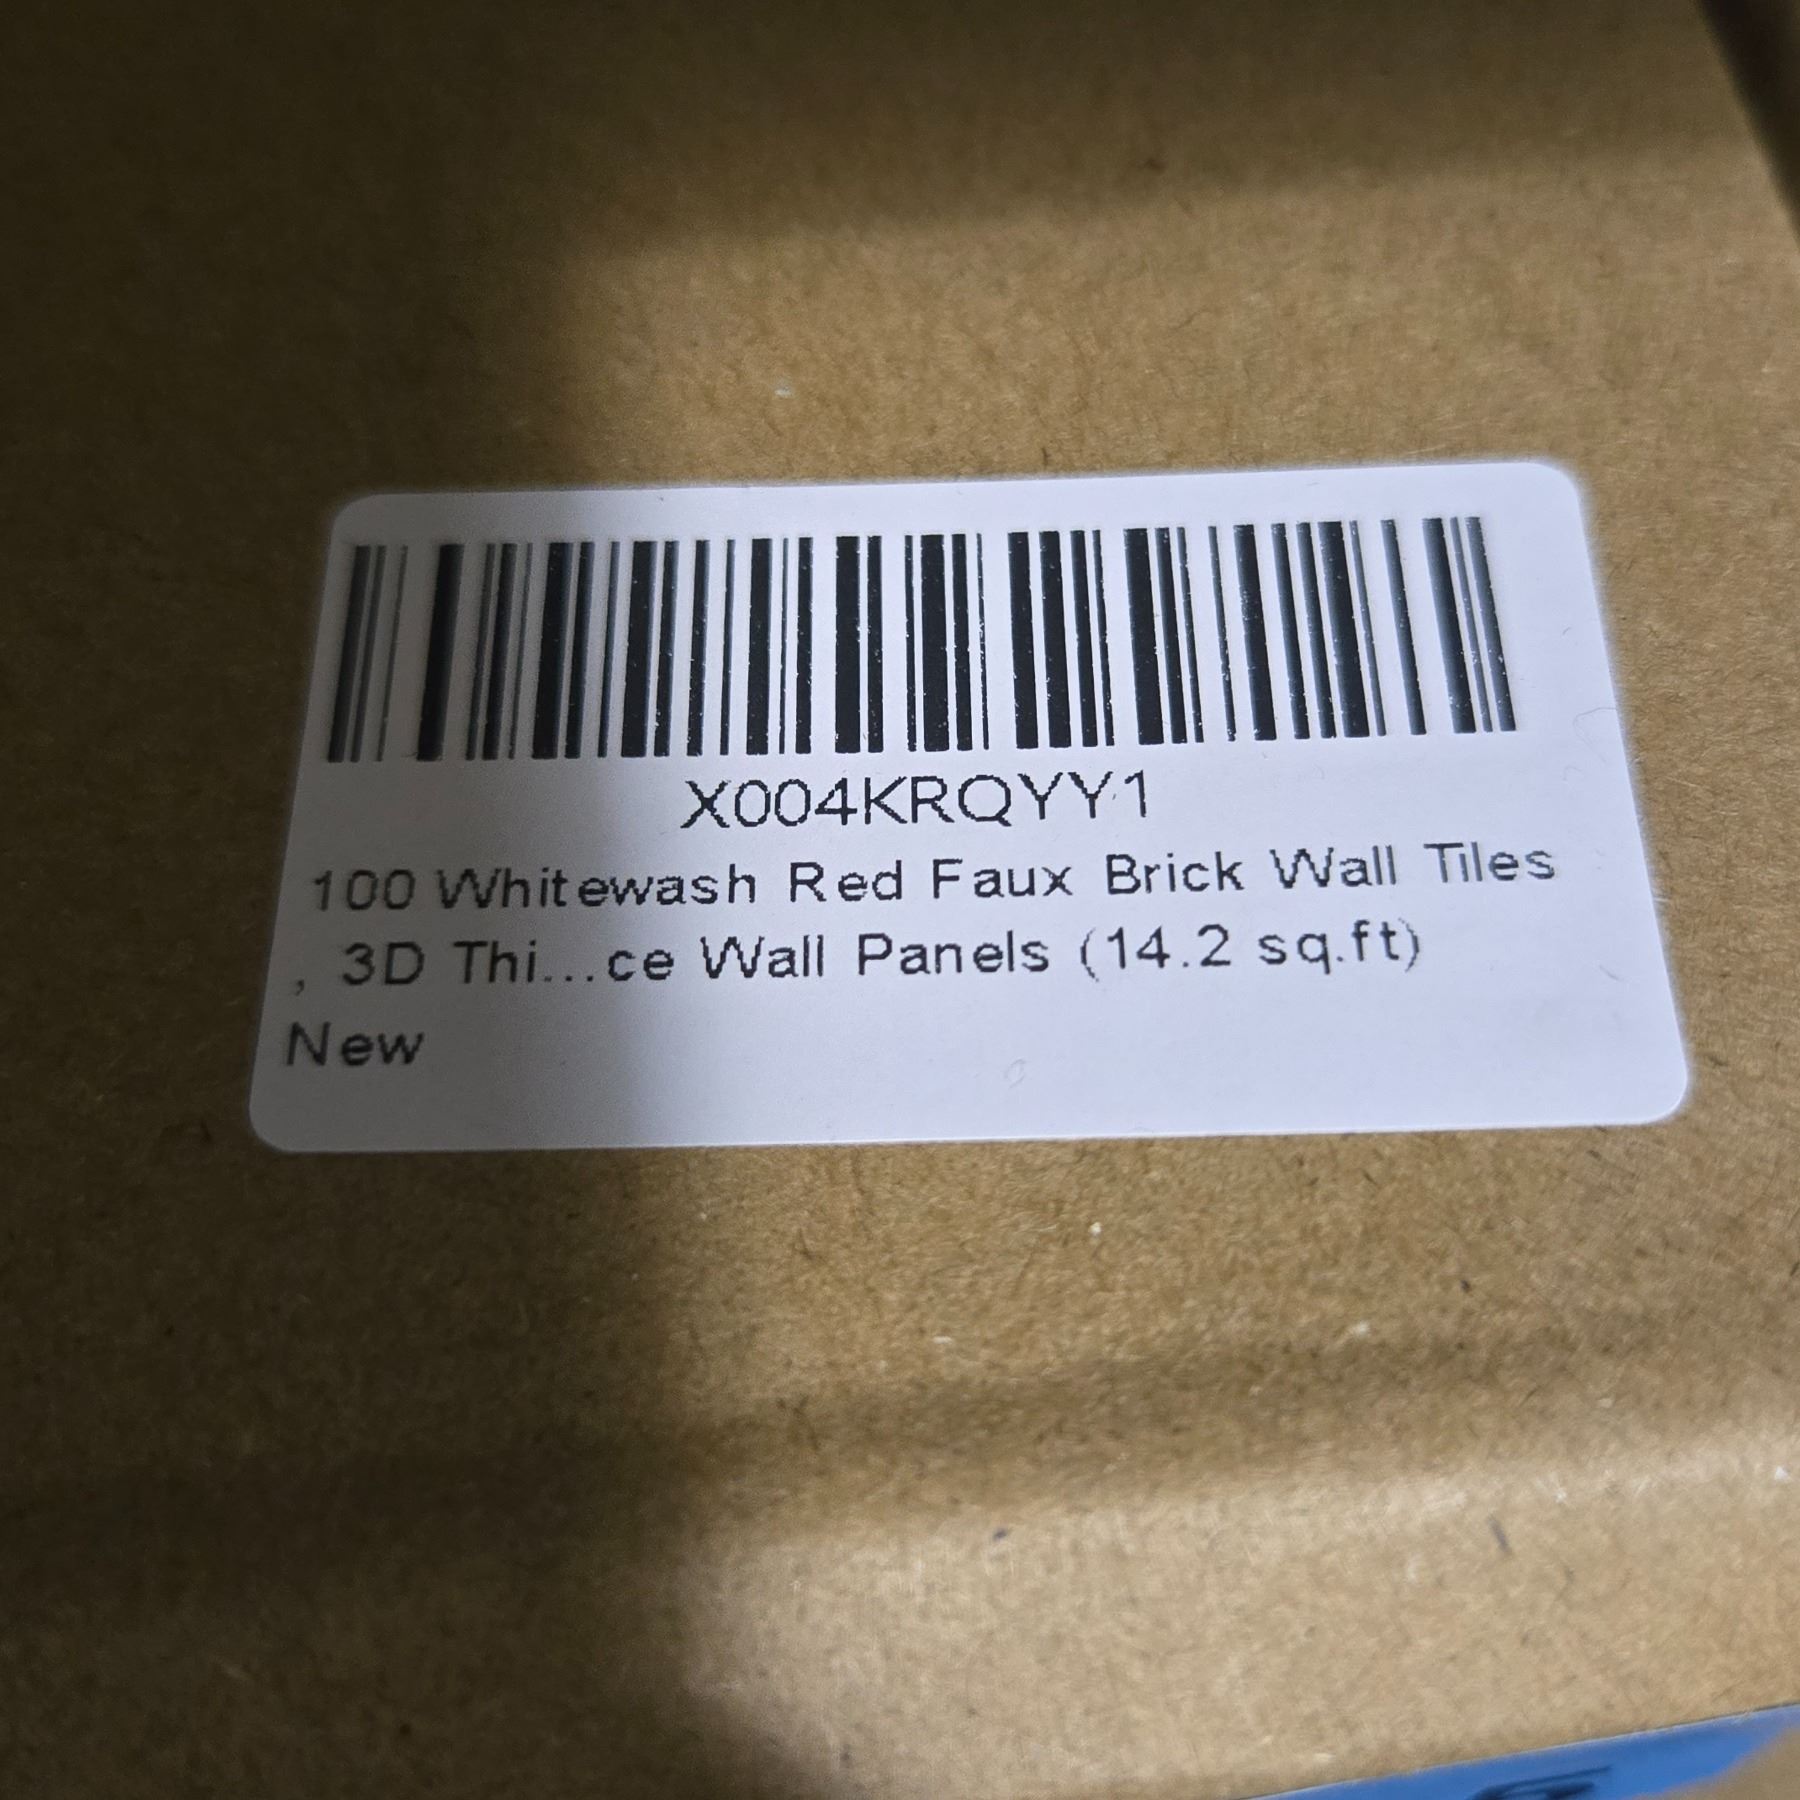 X004KRQYY1
100 Whitewash Red Faux Brick Wall Tiles
, 3D Thi...ce Wall Panels (14.2 sq.ft)
New